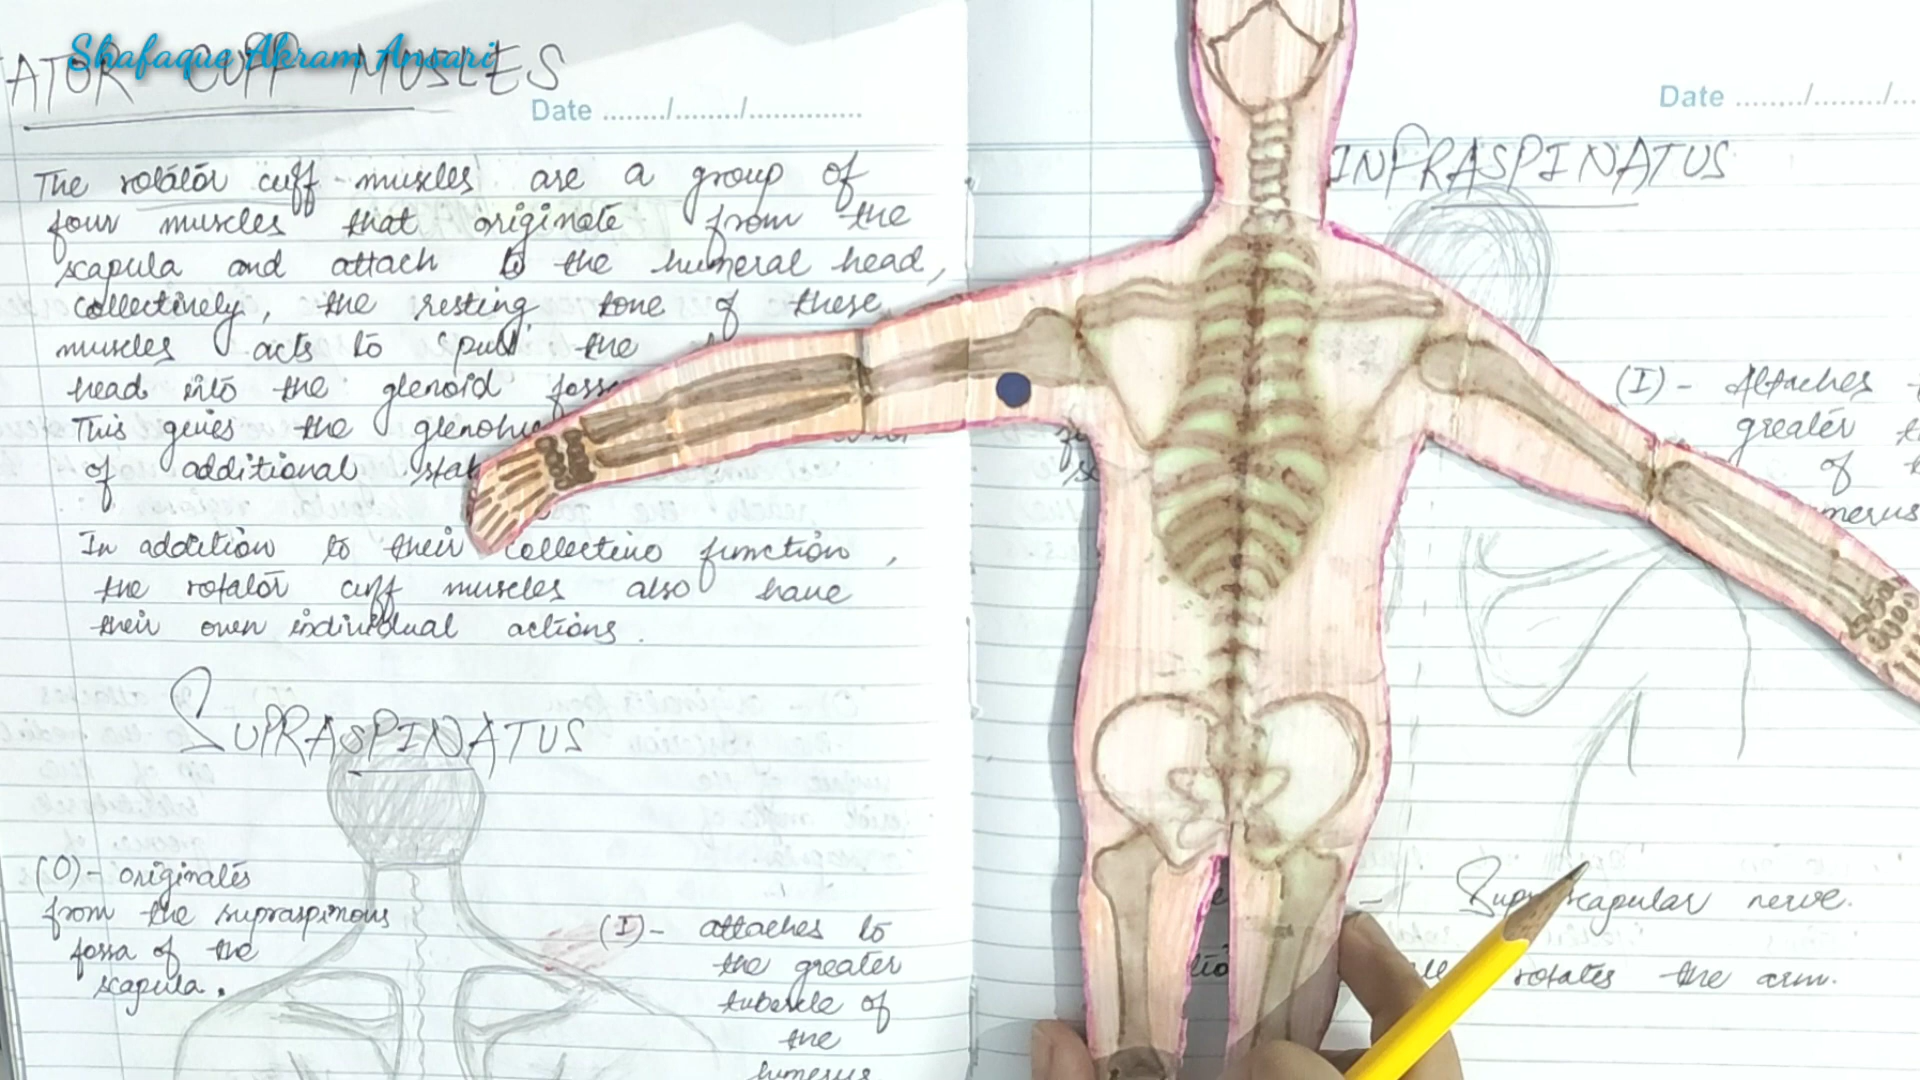 Shafaque Akram Ansari
ATOR CUFF MUSCLES
Date ......../......../..............
The rotator cuff muscles are a group of
four muscles that originate from the
scapula and attach to the humeral head,
collectively, the resting tone of these
muscles acts to 'pull' the
head into the glenoid foss
This gives the glenohu
of additional sta
In addition to their collective function,
the rotator cuff muscles also have
their own individual actions.
SUPRASPINATUS
(O)- originates
from the supraspinous
fossa of the
scapula.
(I)- attaches to
the greater
tubercle of
the
humerus
Date ......../......../...
INFRASPINATUS
(I)- Attaches
greater
of
merus
Suprascapular nerve.
rotates the arm.